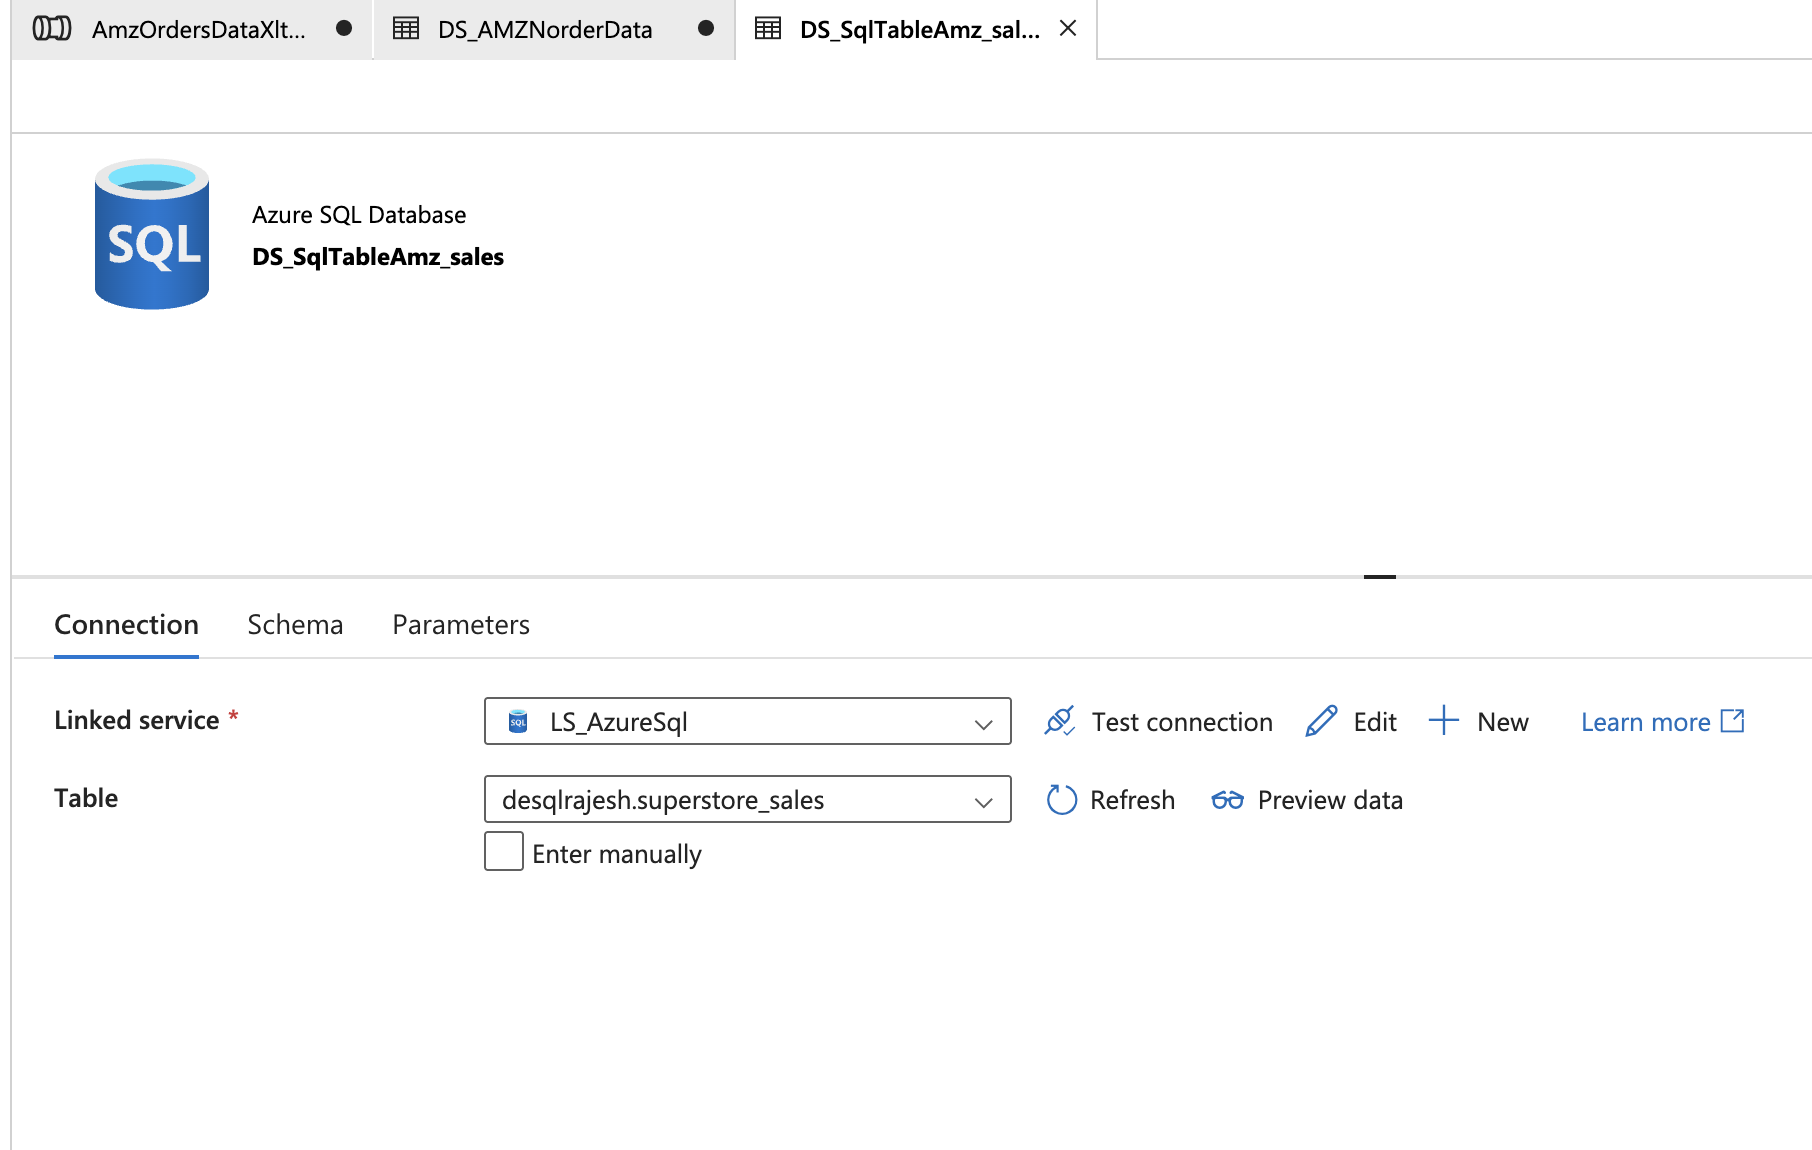 AmzOrdersDataXlt...
DS_AMZNorderData
DS_SqlTableAmz_sal...
SQL
Azure SQL Database
DS_SqlTableAmz_sales
Connection
Schema
Parameters
Linked service *
SQL
LS_AzureSql
Test connection
Edit
New
Learn more
Table
desqlrajesh.superstore_sales
Refresh
Preview data
Enter manually